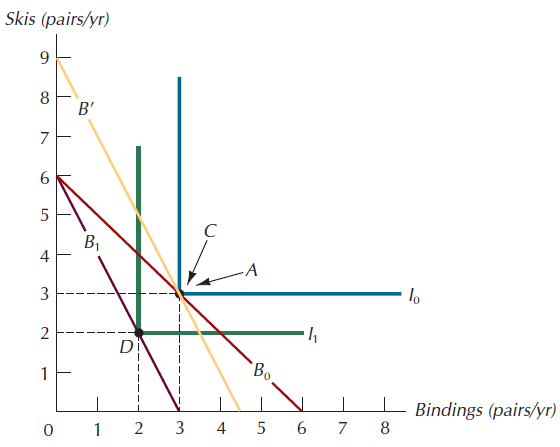 Skis (pairs/yr)
9
8
B′
7
6
5
C
B₁
4
A
3
I₀
2
I₁
D
B₀
1
Bindings (pairs/yr)
0 1 2 3 4 5 6 7 8